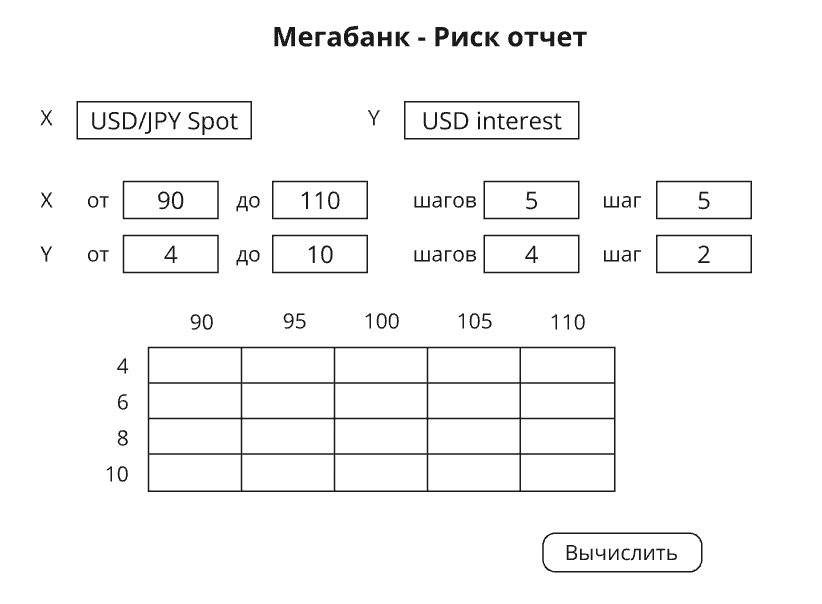 Мегабанк - Риск отчет
X USD/JPY Spot Y USD interest
X от 90 до 110 шагов 5 шаг 5
Y от 4 до 10 шагов 4 шаг 2
90 95 100 105 110
4
6
8
10
Вычислить